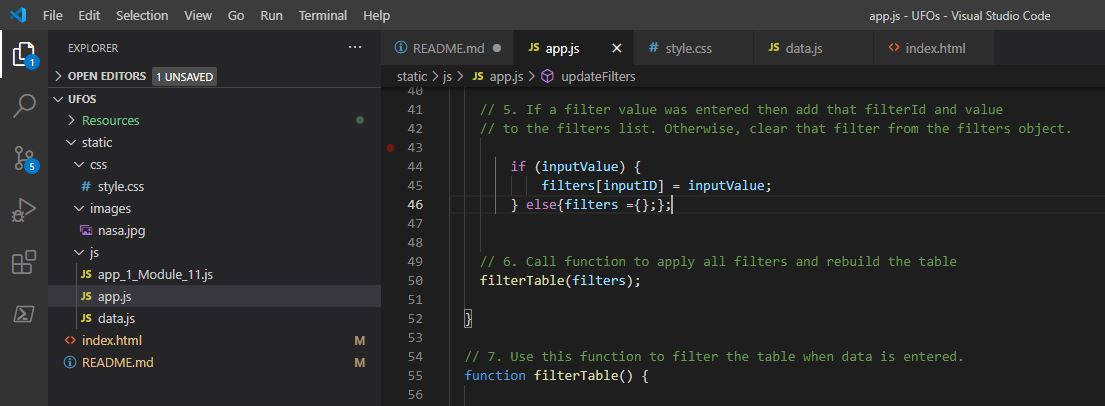 File Edit Selection View Go Run Terminal Help app.js - UFOs - Visual Studio Code
EXPLORER ...
README.md JS app.js # style.css JS data.js <> index.html
OPEN EDITORS 1 UNSAVED
static > js > JS app.js > updateFilters
UFOS
Resources
static
css
# style.css
images
nasa.jpg
js
JS app_1_Module_11.js
JS app.js
JS data.js
<> index.html M
README.md M
1
5
40
41 // 5. If a filter value was entered then add that filterId and value
42 // to the filters list. Otherwise, clear that filter from the filters object.
43
44 if (inputValue) {
45 filters[inputID] = inputValue;
46 } else{filters ={};};
47
48
49 // 6. Call function to apply all filters and rebuild the table
50 filterTable(filters);
51
52 }
53
54 // 7. Use this function to filter the table when data is entered.
55 function filterTable() {
56